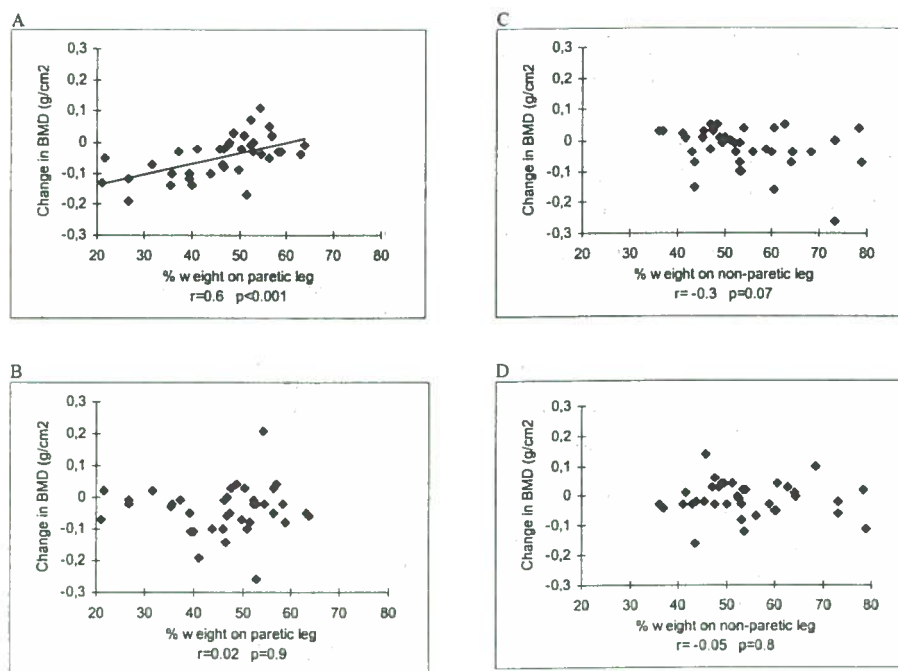 A
0,3
0,2
0,1
0
-0,1
-0,2
-0,3
Change in BMD (g/cm2
20 30 40 50 60 70 80
% weight on paretic leg
r=0.6 p<0.001
B
0,3
0,2
0,1
0
-0,1
-0,2
-0,3
Change in BMD (g/cm2
20 30 40 50 60 70 80
% weight on paretic leg
r=0.02 p=0.9
C
0,3
0,2
0,1
0
-0,1
-0,2
-0,3
Change in BMD (g/cm2
20 30 40 50 60 70 80
% weight on non-paretic leg
r= -0.3 p=0.07
D
0,3
0,2
0,1
0
-0,1
-0,2
-0,3
Change in BMD (g/cm2
20 30 40 50 60 70 80
% weight on non-paretic leg
r= -0.05 p=0.8